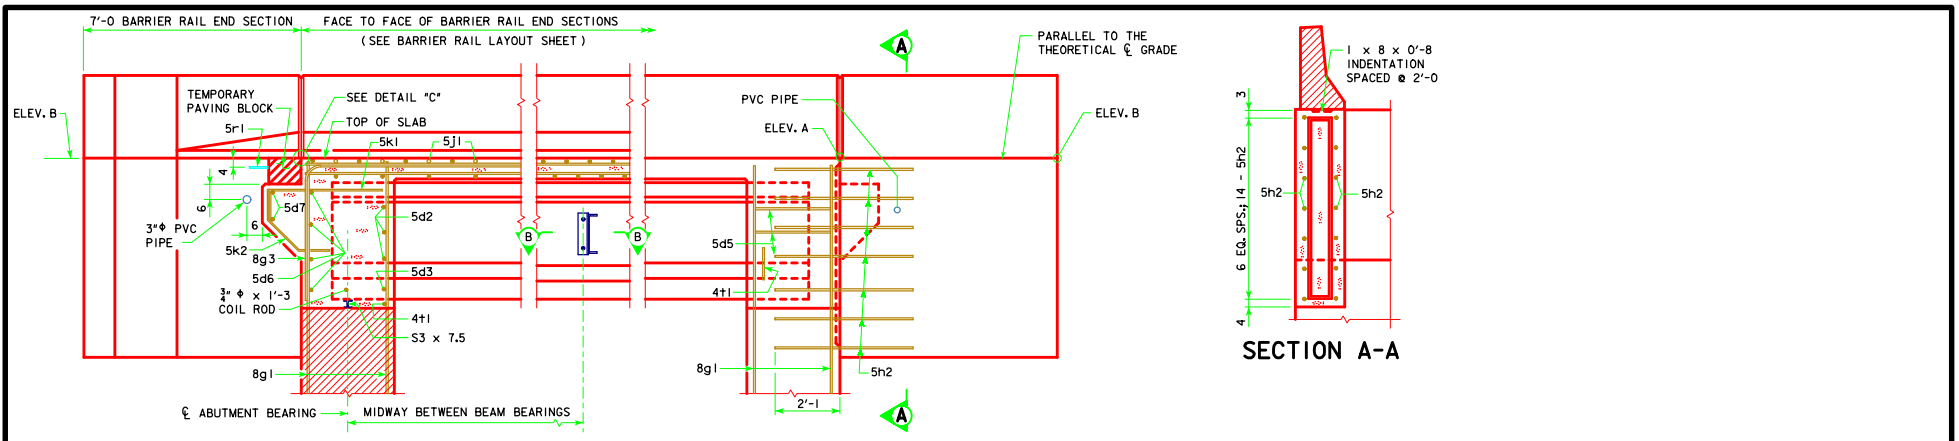 7'-0 BARRIER RAIL END SECTION
FACE TO FACE OF BARRIER RAIL END SECTIONS
(SEE BARRIER RAIL LAYOUT SHEET)
A
PARALLEL TO THE
THEORETICAL ℄ GRADE
1 x 8 x 0'-8
INDENTATION
SPACED @ 2'-0
TEMPORARY
PAVING BLOCK
SEE DETAIL "C"
PVC PIPE
3
ELEV. B
TOP OF SLAB
ELEV. A
ELEV. B
5r1
5k1
5j1
4
6
5d7
5d2
B
B
5h2
5h2
6 EQ. SPS.; 14 - 5h2
3"Φ PVC
PIPE
6
5k2
8g3
5d5
5d6
5d3
3/4" Φ x 1'-3
COIL ROD
4t1
4t1
4
S3 x 7.5
SECTION A-A
8g1
8g1
5h2
2'-1
℄ ABUTMENT BEARING
MIDWAY BETWEEN BEAM BEARINGS
A